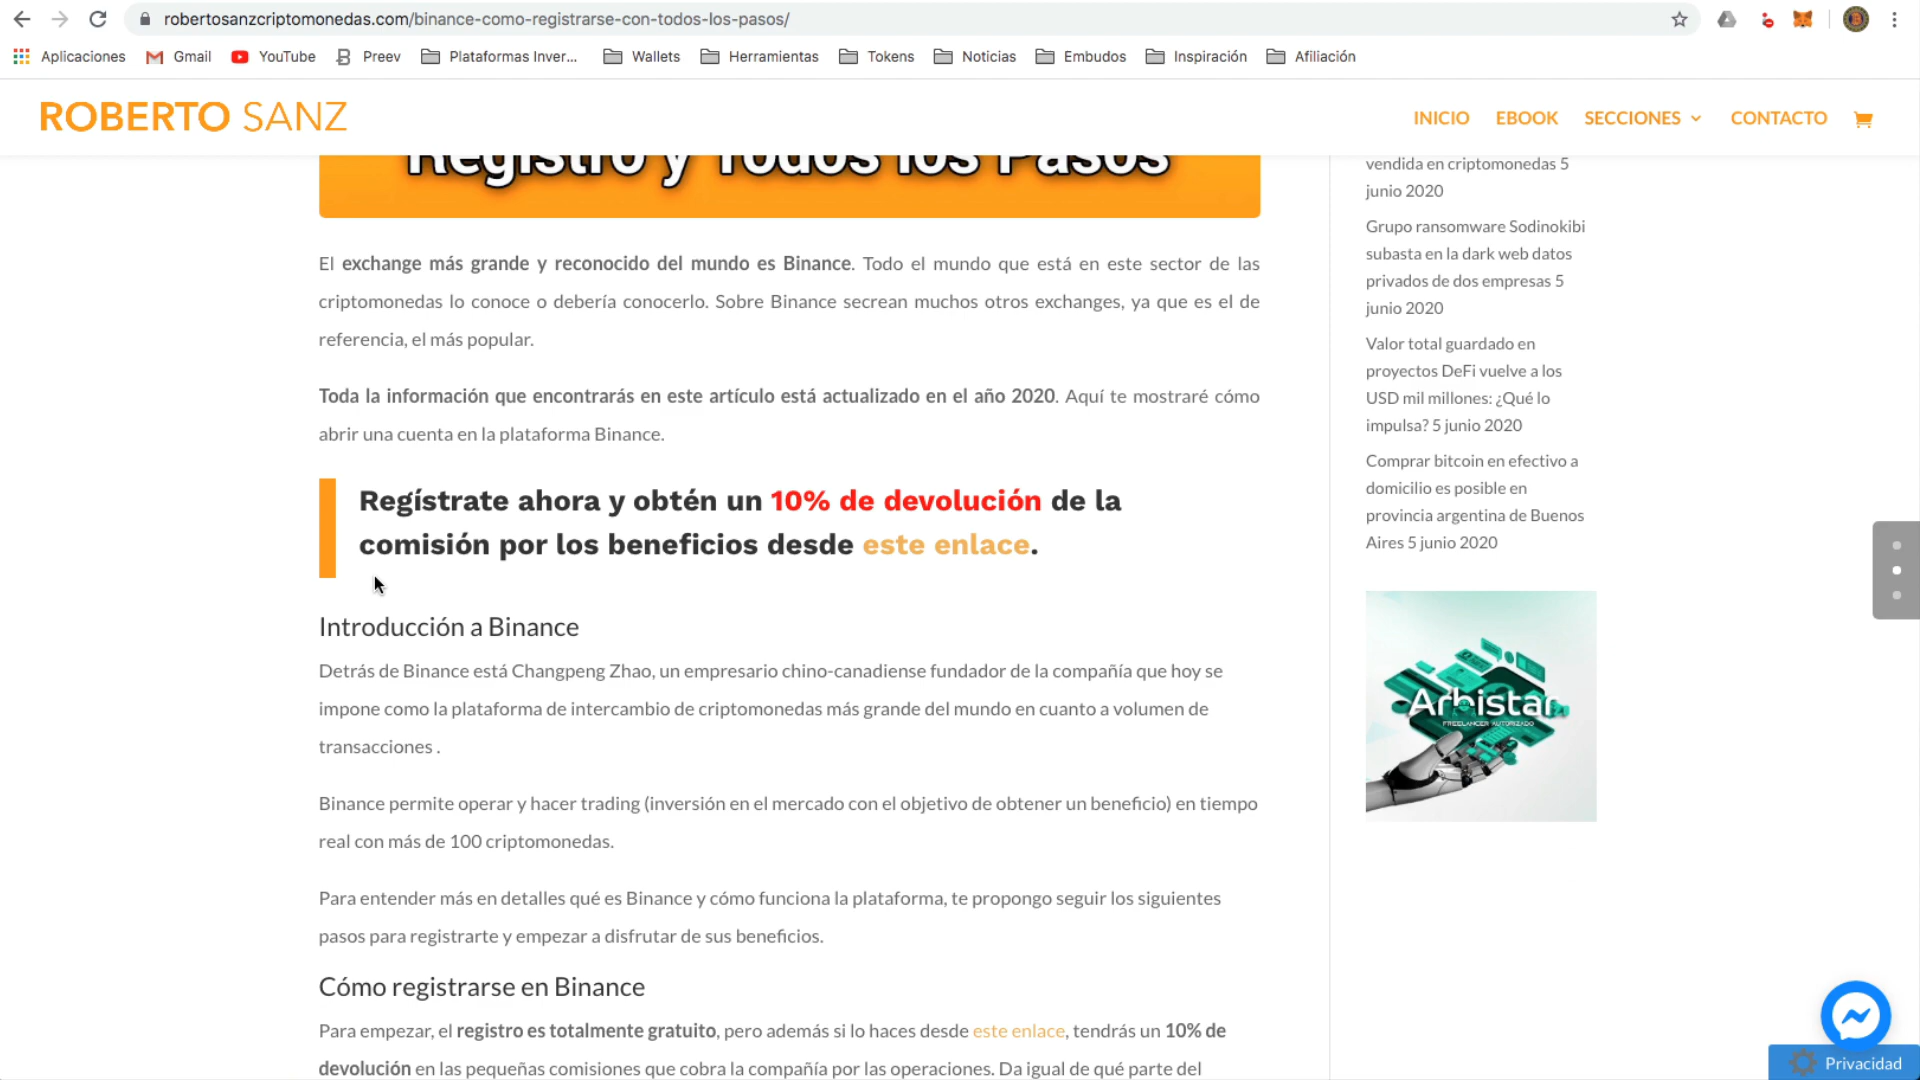 robertosanzcriptomonedas.com/binance-como-registrarse-con-todos-los-pasos/
Aplicaciones
Gmail
YouTube
Preev
Plataformas Inver...
Wallets
Herramientas
Tokens
Noticias
Embudos
Inspiración
Afiliación
ROBERTO SANZ
INICIO
EBOOK
SECCIONES
CONTACTO
Registro y Todos los Pasos
El exchange más grande y reconocido del mundo es Binance. Todo el mundo que está en este sector de las
criptomonedas lo conoce o debería conocerlo. Sobre Binance secrean muchos otros exchanges, ya que es el de
referencia, el más popular.
Toda la información que encontrarás en este artículo está actualizado en el año 2020. Aquí te mostraré cómo
abrir una cuenta en la plataforma Binance.
Regístrate ahora y obtén un 10% de devolución de la
comisión por los beneficios desde este enlace.
Introducción a Binance
Detrás de Binance está Changpeng Zhao, un empresario chino-canadiense fundador de la compañía que hoy se
impone como la plataforma de intercambio de criptomonedas más grande del mundo en cuanto a volumen de
transacciones .
Binance permite operar y hacer trading (inversión en el mercado con el objetivo de obtener un beneficio) en tiempo
real con más de 100 criptomonedas.
Para entender más en detalles qué es Binance y cómo funciona la plataforma, te propongo seguir los siguientes
pasos para registrarte y empezar a disfrutar de sus beneficios.
Cómo registrarse en Binance
Para empezar, el registro es totalmente gratuito, pero además si lo haces desde este enlace, tendrás un 10% de
devolución en las pequeñas comisiones que cobra la compañía por las operaciones. Da igual de qué parte del
vendida en criptomonedas 5
junio 2020
Grupo ransomware Sodinokibi
subasta en la dark web datos
privados de dos empresas 5
junio 2020
Valor total guardado en
proyectos DeFi vuelve a los
USD mil millones: ¿Qué lo
impulsa? 5 junio 2020
Comprar bitcoin en efectivo a
domicilio es posible en
provincia argentina de Buenos
Aires 5 junio 2020
Arbistar
FREELANCER AUTORIZADO
Privacidad